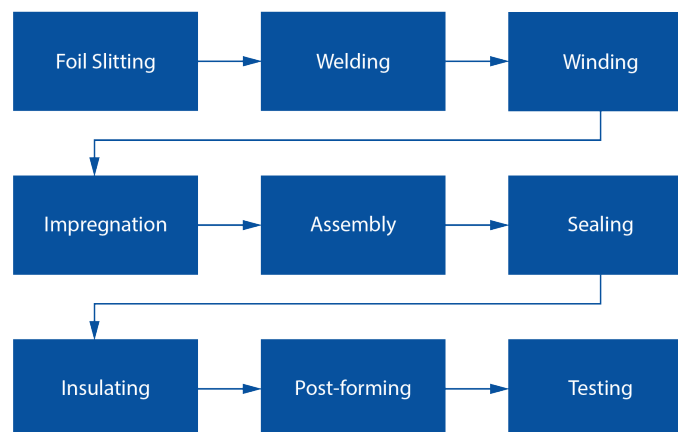 Foil Slitting
Welding
Winding
Impregnation
Assembly
Sealing
Insulating
Post-forming
Testing